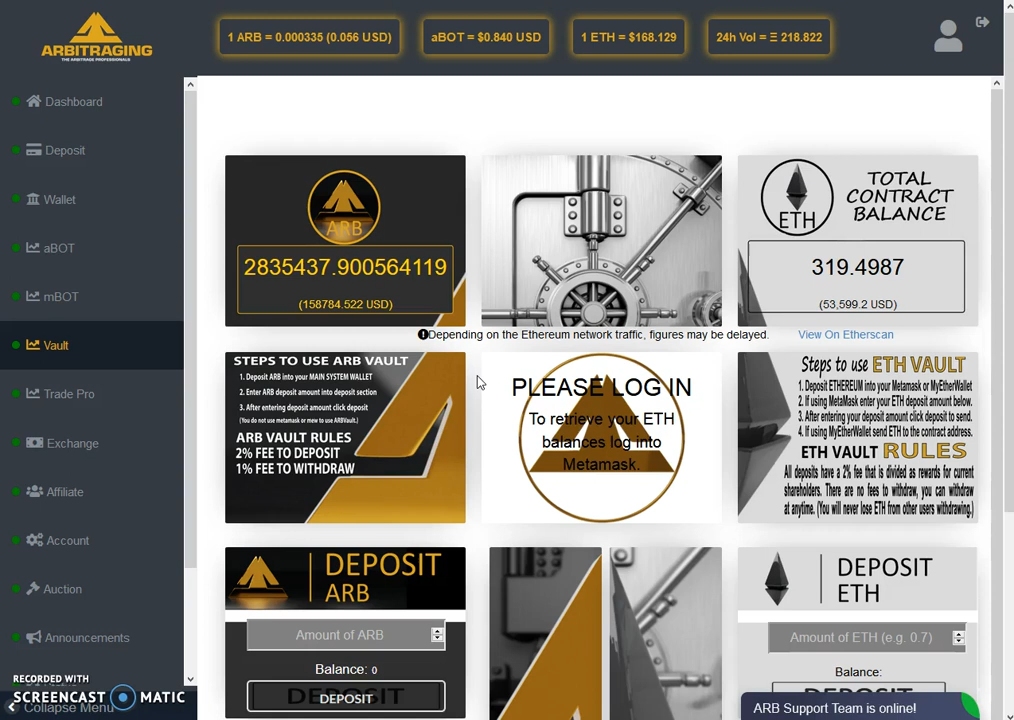 ARBITRAGING
THE ARBITRAGE PROFESSIONALS
1 ARB = 0.000335 (0.056 USD)
aBOT = $0.840 USD
1 ETH = $168.129
24h Vol = Ξ 218.822
Dashboard
Deposit
Wallet
aBOT
mBOT
Vault
Trade Pro
Exchange
Affiliate
Account
Auction
Announcements
RECORDED WITH
SCREENCAST MATIC
Collapse Menu
ARB
2835437.900564119
(158784.522 USD)
ETH
TOTAL
CONTRACT
BALANCE
319.4987
(53,599.2 USD)
Depending on the Ethereum network traffic, figures may be delayed.
View On Etherscan
STEPS TO USE ARB VAULT
1. Deposit ARB into your MAIN SYSTEM WALLET
2. Enter ARB deposit amount into deposit section
3. After entering deposit amount click deposit
(You do not use metamask or mew to use ARBVault.)
ARB VAULT RULES
2% FEE TO DEPOSIT
1% FEE TO WITHDRAW
PLEASE LOG IN
To retrieve your ETH
balances log into
Metamask.
Steps to use ETH VAULT
1. Deposit ETHEREUM into your Metamask or MyEtherWallet
2. If using MetaMask enter your ETH deposit amount below.
3. After entering your deposit amount click deposit to send.
4. If using MyEtherWallet send ETH to the contract address.
ETH VAULT RULES
All deposits have a 2% fee that is divided as rewards for current
shareholders. There are no fees to withdraw, you can withdraw
at anytime. (You will never lose ETH from other users withdrawing.)
DEPOSIT
ARB
Amount of ARB
Balance: 0
DEPOSIT
DEPOSIT
ETH
Amount of ETH (e.g. 0.7)
Balance:
DEPOSIT
ARB Support Team is online!